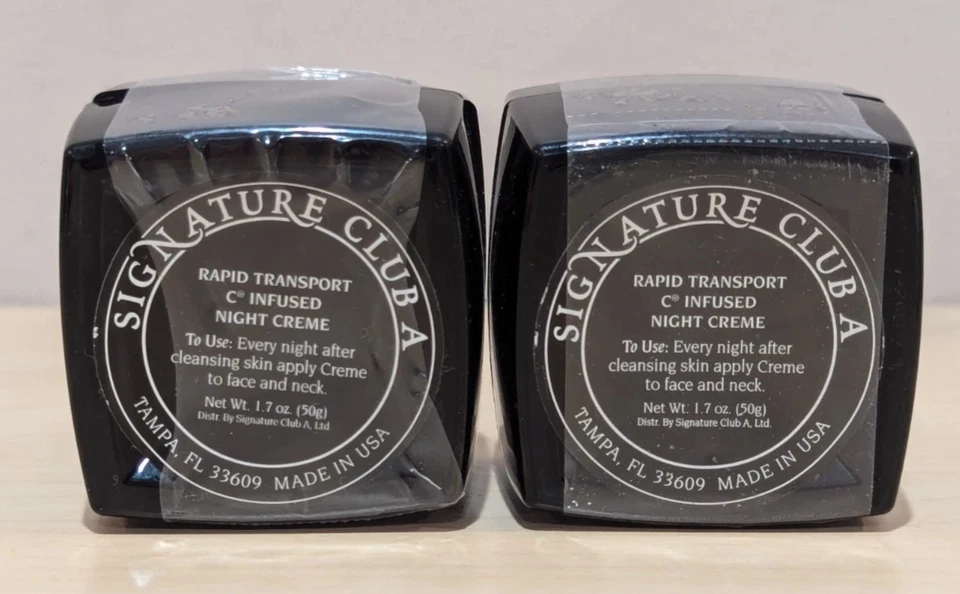 SIGNATURE CLUB A
RAPID TRANSPORT
C® INFUSED
NIGHT CREME
To Use: Every night after
cleansing skin apply Creme
to face and neck.
Net Wt. 1.7 oz. (50g)
Distr. By Signature Club A, Ltd.
TAMPA, FL 33609 MADE IN USA
SIGNATURE CLUB A
RAPID TRANSPORT
C® INFUSED
NIGHT CREME
To Use: Every night after
cleansing skin apply Creme
to face and neck.
Net Wt. 1.7 oz. (50g)
Distr. By Signature Club A, Ltd.
TAMPA, FL 33609 MADE IN USA